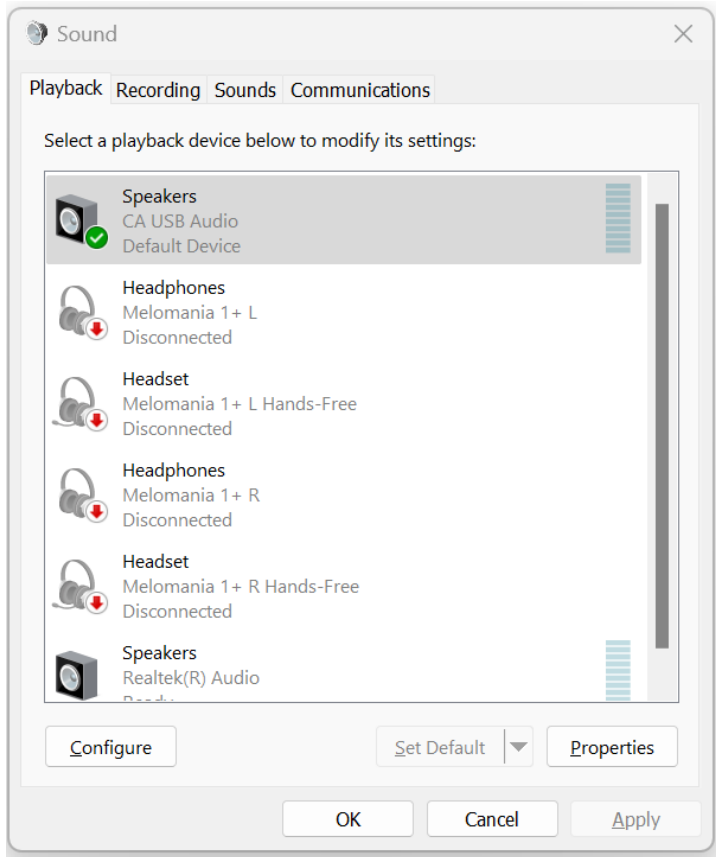 Sound
Playback Recording Sounds Communications
Select a playback device below to modify its settings:
Speakers
CA USB Audio
Default Device
Headphones
Melomania 1+ L
Disconnected
Headset
Melomania 1+ L Hands-Free
Disconnected
Headphones
Melomania 1+ R
Disconnected
Headset
Melomania 1+ R Hands-Free
Disconnected
Speakers
Realtek(R) Audio
Ready
Configure Set Default Properties
OK Cancel Apply